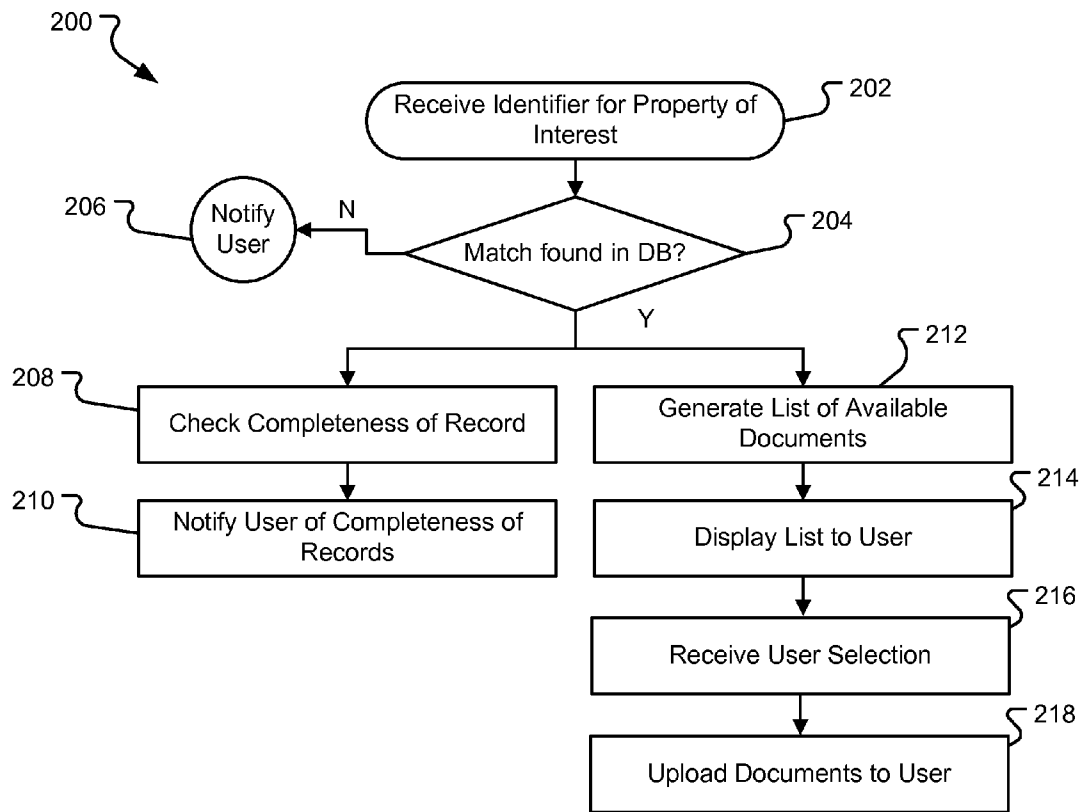 200
202
Receive Identifier for Property of
Interest
206
Notify
User
N
204
Match found in DB?
Y
208
Check Completeness of Record
210
Notify User of Completeness of
Records
212
Generate List of Available
Documents
214
Display List to User
216
Receive User Selection
218
Upload Documents to User